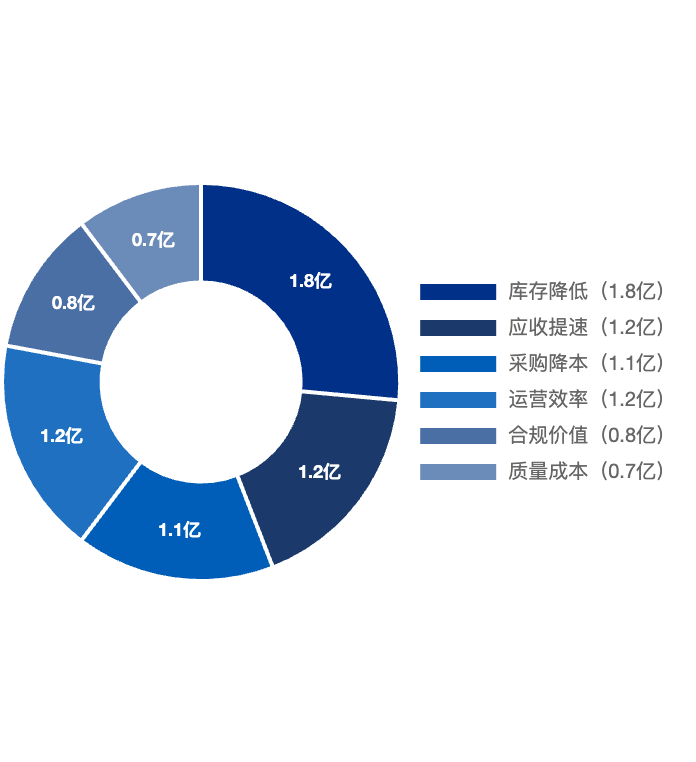 0.7亿
1.8亿
0.8亿
1.2亿
1.2亿
1.1亿
库存降低（1.8亿）
应收提速（1.2亿）
采购降本（1.1亿）
运营效率（1.2亿）
合规价值（0.8亿）
质量成本（0.7亿）